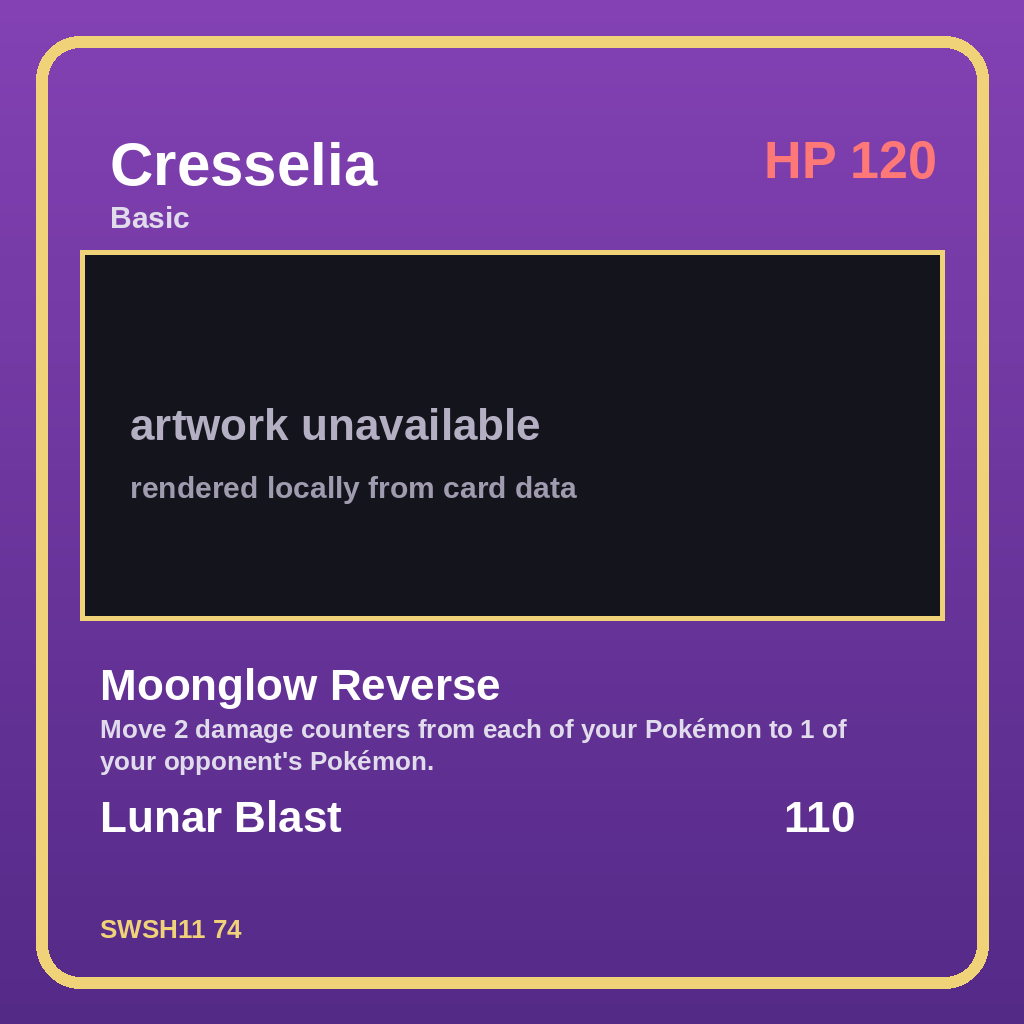 Cresselia
HP 120
Basic
artwork unavailable
rendered locally from card data
Moonglow Reverse
Move 2 damage counters from each of your Pokémon to 1 of
your opponent's Pokémon.
Lunar Blast 110
SWSH11 74